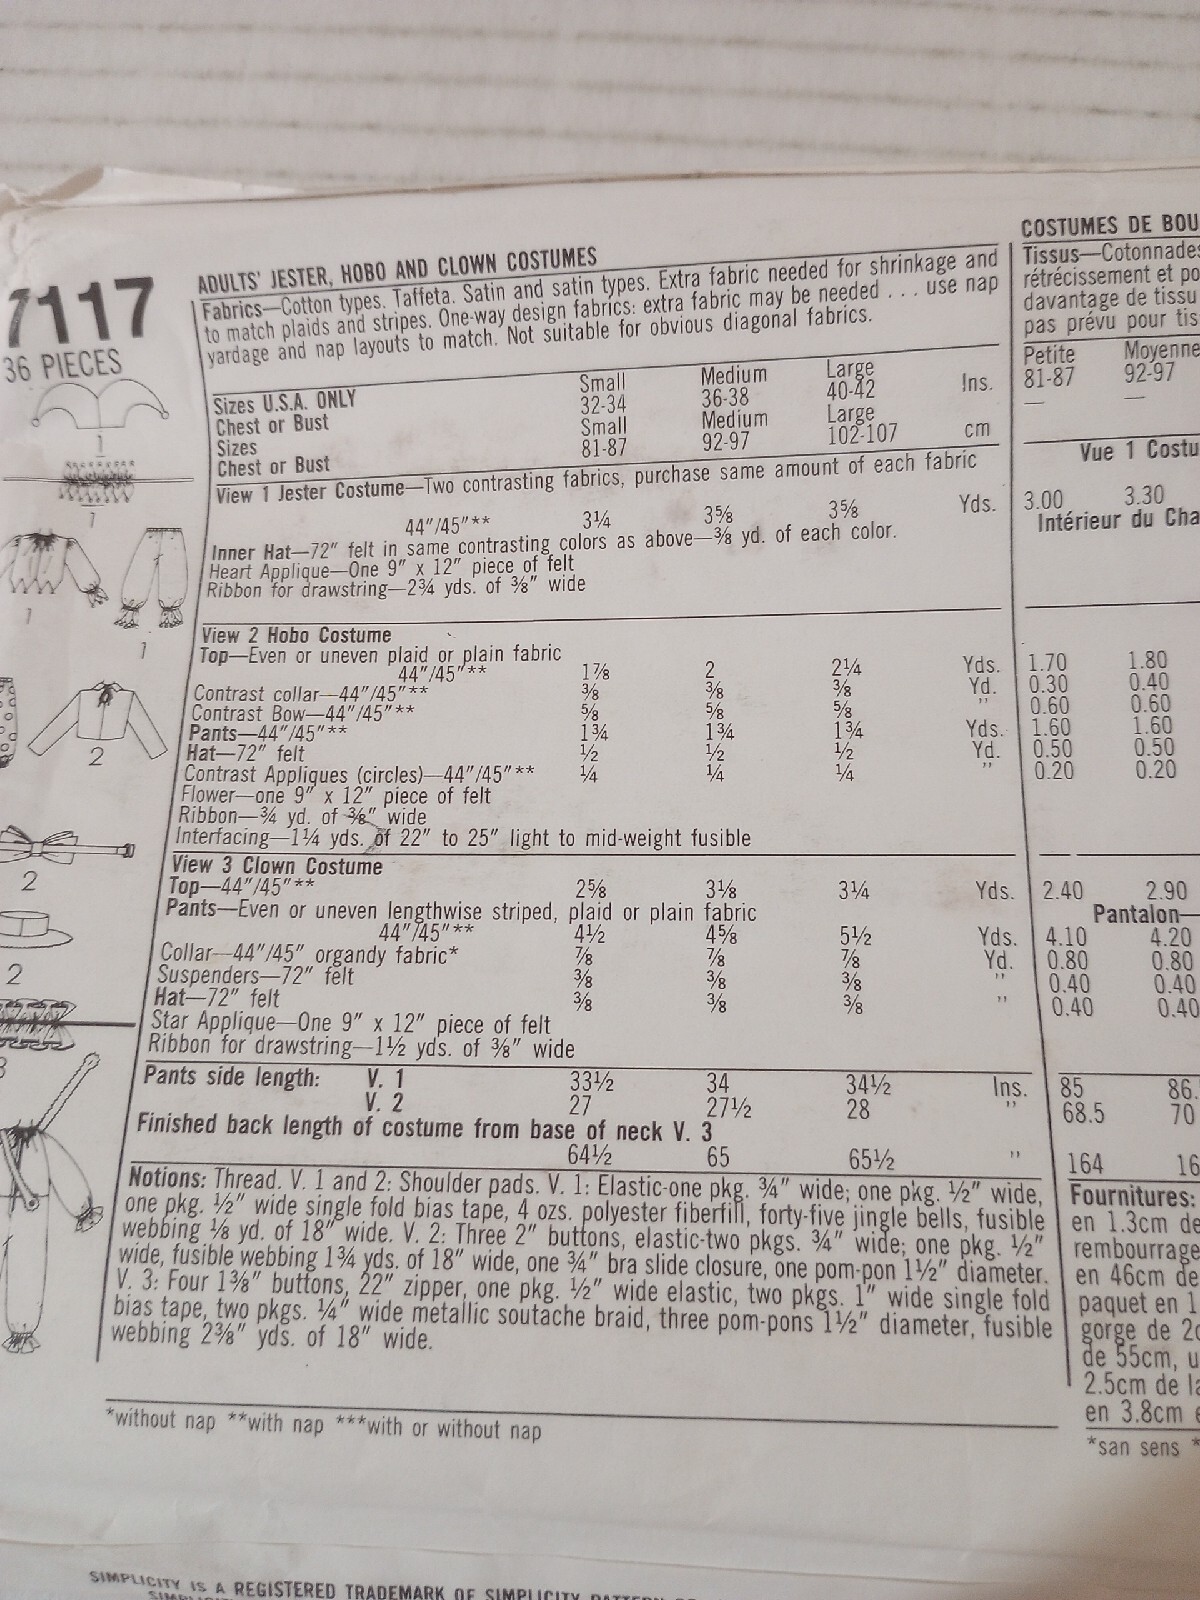 7117
36 PIECES
1
1
1
1
2
2
2
ADULTS' JESTER, HOBO AND CLOWN COSTUMES
Fabrics—Cotton types. Taffeta. Satin and satin types. Extra fabric needed for shrinkage and
to match plaids and stripes. One-way design fabrics: extra fabric may be needed . . . use nap
yardage and nap layouts to match. Not suitable for obvious diagonal fabrics.
Sizes U.S.A. ONLY Small Medium Large
Chest or Bust 32-34 36-38 40-42 Ins.
Sizes Small Medium Large
Chest or Bust 81-87 92-97 102-107 cm
View 1 Jester Costume—Two contrasting fabrics, purchase same amount of each fabric
44"/45"** 3¼ 3⅝ 3⅝ Yds.
Inner Hat—72" felt in same contrasting colors as above—⅜ yd. of each color.
Heart Applique—One 9" x 12" piece of felt
Ribbon for drawstring—2¾ yds. of ⅜" wide
View 2 Hobo Costume
Top—Even or uneven plaid or plain fabric
44"/45"** 1⅞ 2 2¼ Yds.
Contrast collar—44"/45"** ⅜ ⅜ ⅜ Yd.
Contrast Bow—44"/45"** ⅝ ⅝ ⅝ "
Pants—44"/45"** 1¾ 1¾ 1¾ Yds.
Hat—72" felt ½ ½ ½ Yd.
Contrast Appliques (circles)—44"/45"** ¼ ¼ ¼ "
Flower—one 9" x 12" piece of felt
Ribbon—¾ yd. of ⅜" wide
Interfacing—1¼ yds. of 22" to 25" light to mid-weight fusible
View 3 Clown Costume
Top—44"/45"** 2⅝ 3⅛ 3¼ Yds.
Pants—Even or uneven lengthwise striped, plaid or plain fabric
44"/45"** 4½ 4⅝ 5½ Yds.
Collar—44"/45" organdy fabric* ⅞ ⅞ ⅞ Yd.
Suspenders—72" felt ⅜ ⅜ ⅜ "
Hat—72" felt ⅜ ⅜ ⅜ "
Star Applique—One 9" x 12" piece of felt
Ribbon for drawstring—1½ yds. of ⅜" wide
Pants side length: V. 1 33½ 34 34½ Ins.
V. 2 27 27½ 28 "
Finished back length of costume from base of neck V. 3
64½ 65 65½ "
Notions: Thread. V. 1 and 2: Shoulder pads. V. 1: Elastic-one pkg. ¾" wide; one pkg. ½" wide,
one pkg. ½" wide single fold bias tape, 4 ozs. polyester fiberfill, forty-five jingle bells, fusible
webbing ⅛ yd. of 18" wide. V. 2: Three 2" buttons, elastic-two pkgs. ¾" wide; one pkg. ½"
wide, fusible webbing 1¾ yds. of 18" wide, one ¾" bra slide closure, one pom-pon 1½" diameter.
V. 3: Four 1⅜" buttons, 22" zipper, one pkg. ½" wide elastic, two pkgs. 1" wide single fold
bias tape, two pkgs. ¼" wide metallic soutache braid, three pom-pons 1½" diameter, fusible
webbing 2⅜" yds. of 18" wide.
*without nap **with nap ***with or without nap
COSTUMES DE BOU
Tissus—Cotonnades
rétrécissement et po
davantage de tissu
pas prévu pour tis
Petite Moyenne
81-87 92-97
— —
Vue 1 Costu
3.00 3.30
Intérieur du Cha
1.70 1.80
0.30 0.40
0.60 0.60
1.60 1.60
0.50 0.50
0.20 0.20
2.40 2.90
Pantalon—
4.10 4.20
0.80 0.80
0.40 0.40
0.40 0.40
85 86.
68.5 70
164 16
Fournitures:
en 1.3cm de
rembourrage
en 46cm de
paquet en 1
gorge de 2c
de 55cm, u
2.5cm de la
en 3.8cm
*san sens *
SIMPLICITY IS A REGISTERED TRADEMARK OF SIMPLICITY